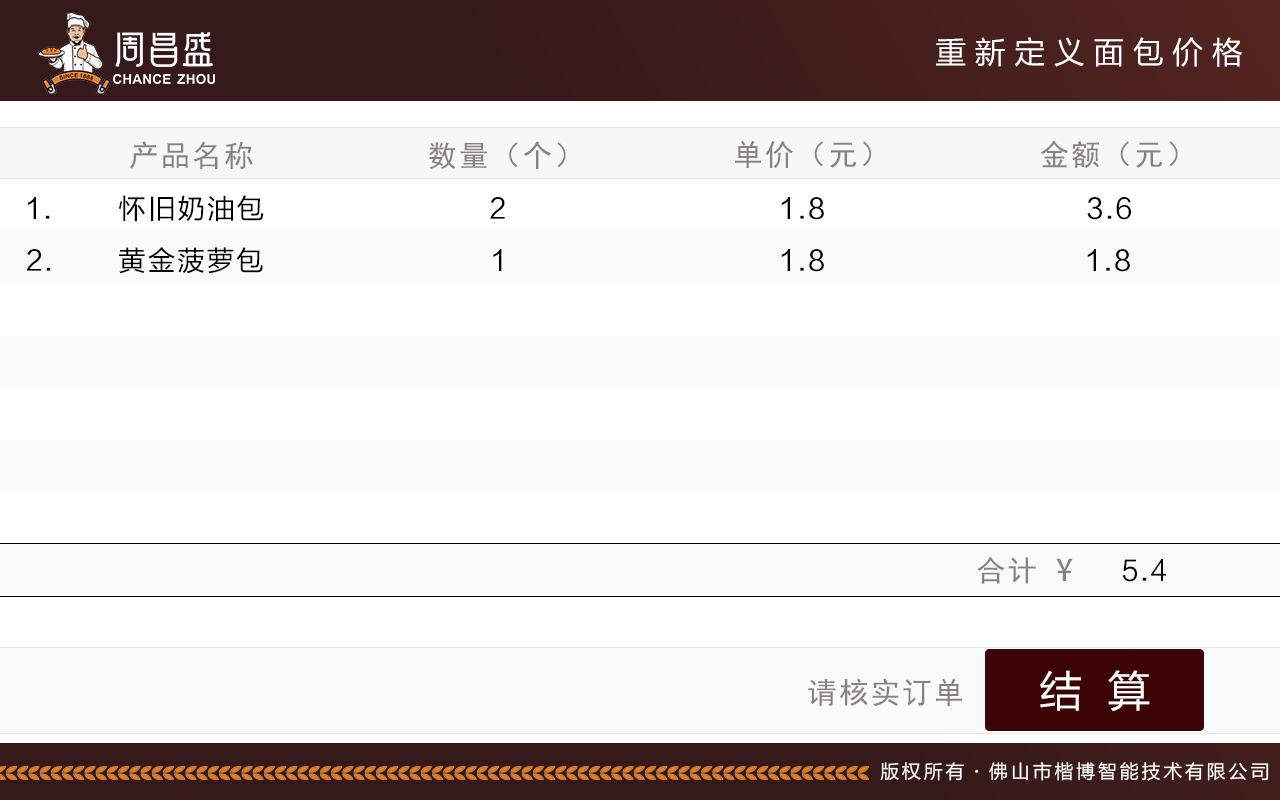 周昌盛
CHANCE ZHOU
SINCE 1988
重新定义面包价格
产品名称 数量（个） 单价（元） 金额（元）
1. 怀旧奶油包 2 1.8 3.6
2. 黄金菠萝包 1 1.8 1.8
合计 ¥ 5.4
请核实订单 结算
版权所有·佛山市楷博智能技术有限公司